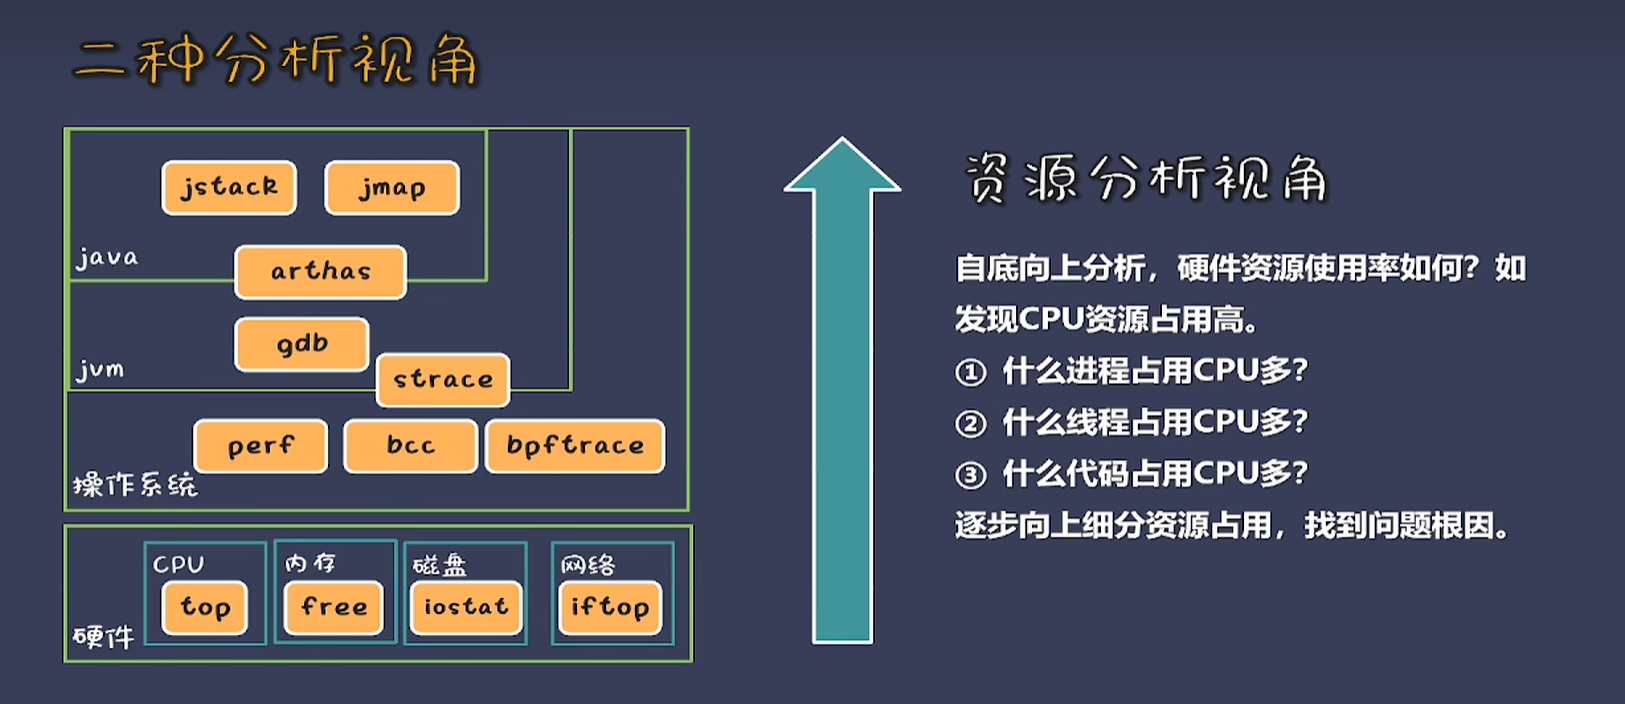 二种分析视角
jstack
jmap
java
arthas
gdb
jvm
strace
perf
bcc
bpftrace
操作系统
CPU
内存
磁盘
网络
top
free
iostat
iftop
硬件
资源分析视角
自底向上分析，硬件资源使用率如何？如
发现CPU资源占用高。
① 什么进程占用CPU多？
② 什么线程占用CPU多？
③ 什么代码占用CPU多？
逐步向上细分资源占用，找到问题根因。